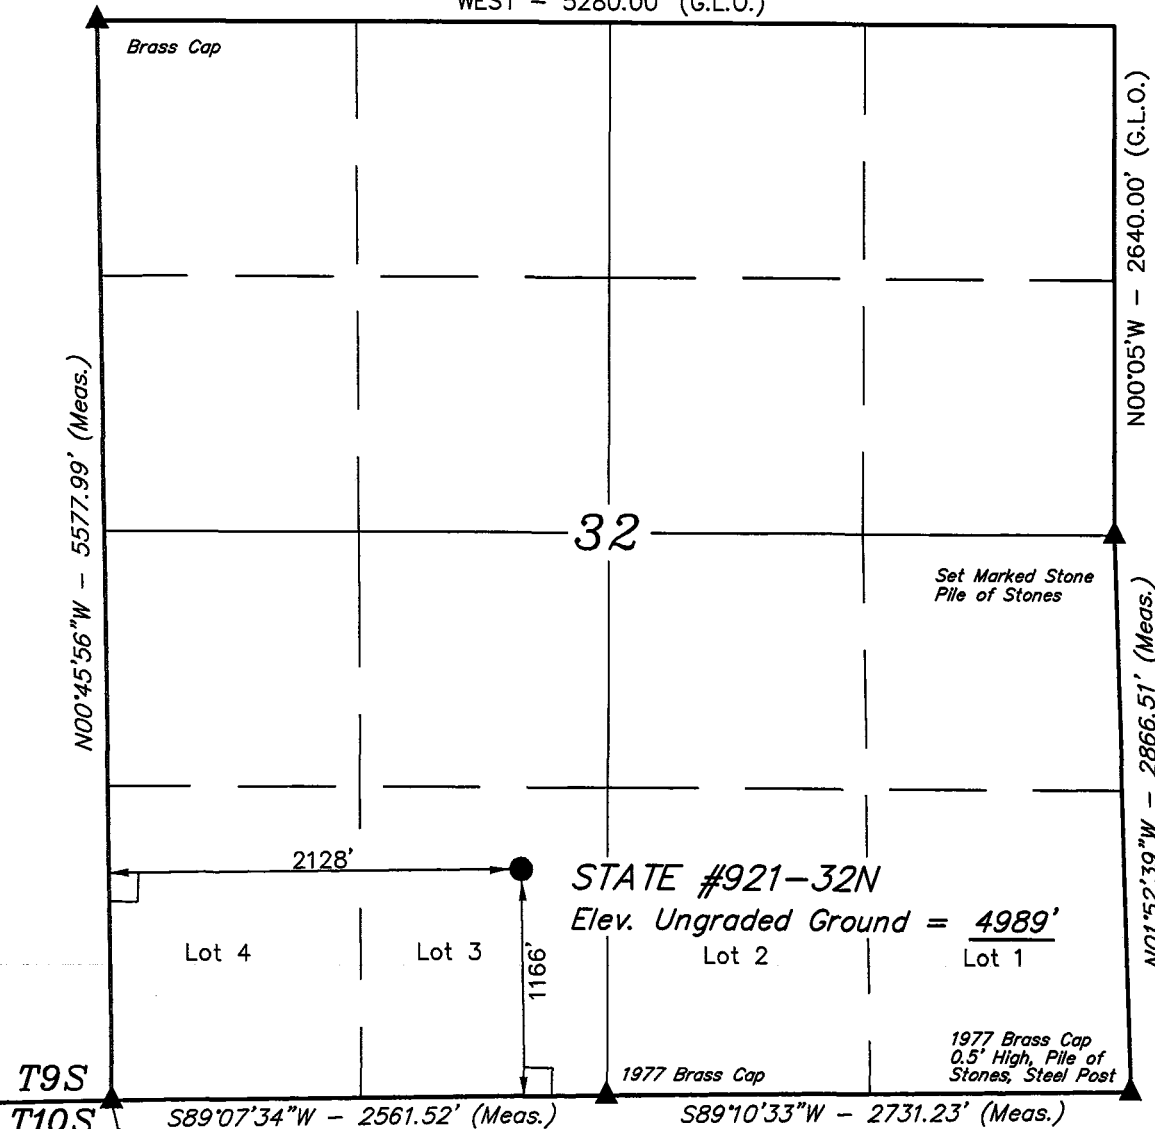 WEST - 5280.00' (G.L.O.)
Brass Cap
N00°05'W - 2640.00' (G.L.O.)
N00°45'56"W - 5577.99' (Meas.)
32
Set Marked Stone
Pile of Stones
N01°52'39"W - 2866.51' (Meas.)
2128'
STATE #921-32N
Elev. Ungraded Ground = 4989'
Lot 4
Lot 3
Lot 2
Lot 1
1166'
1977 Brass Cap
0.5' High, Pile of
Stones, Steel Post
1977 Brass Cap
T9S
T10S
S89°07'34"W - 2561.52' (Meas.)
S89°10'33"W - 2731.23' (Meas.)